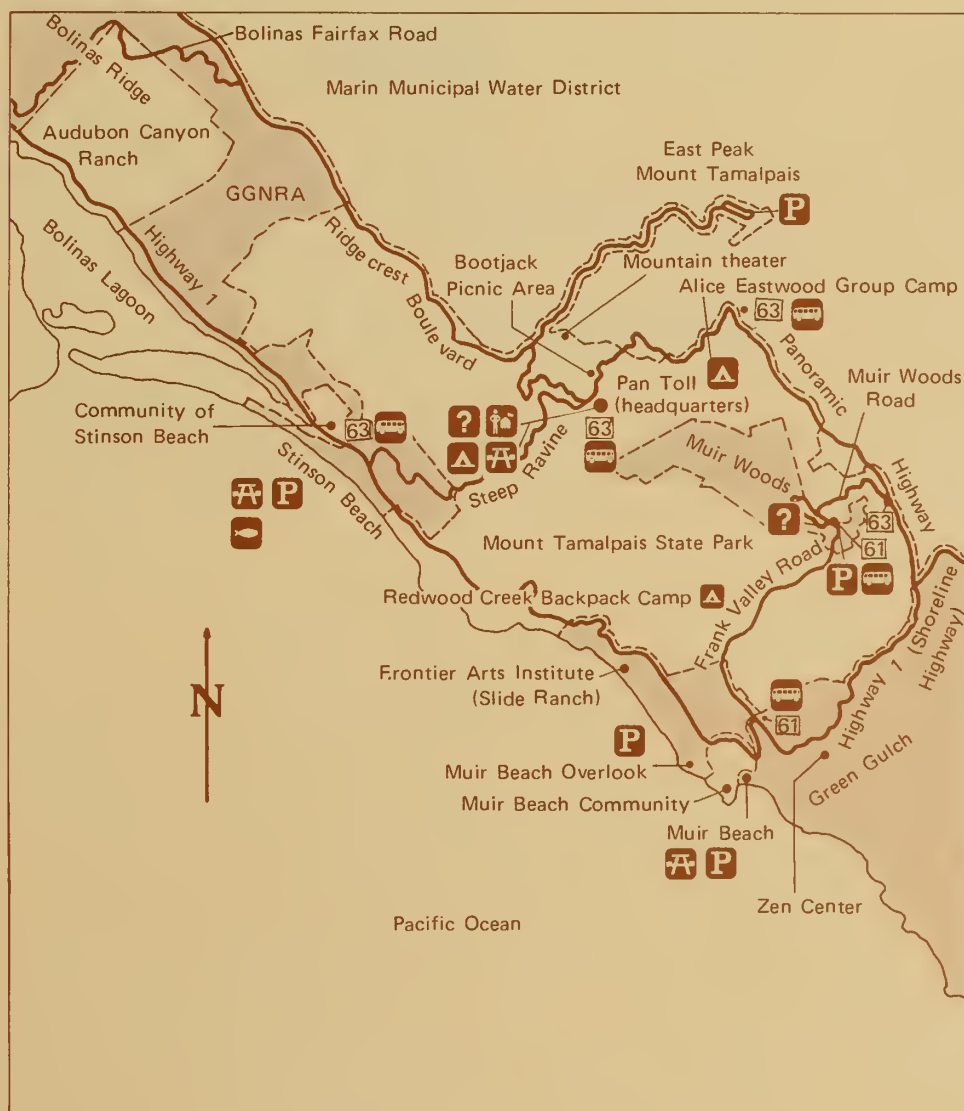 Bolinas Fairfax Road
Bolinas
Ridge
Marin Municipal Water District
Audubon Canyon
Ranch
East Peak
Mount Tamalpais
P
GGNRA
Highway 1
Ridge crest
Boulevard
Bolinas Lagoon
Bootjack
Picnic Area
Mountain theater
Alice Eastwood Group Camp
63
Panoramic
Highway
Muir Woods
Road
Pan Toll
(headquarters)
63
Community of
Stinson Beach
63
?
Steep Ravine
Stinson Beach
P
Muir Woods
?
63
61
P
Mount Tamalpais State Park
Frank Valley Road
Redwood Creek Backpack Camp
Highway 1 (Shoreline
Highway)
N
Frontier Arts Institute
(Slide Ranch)
61
P
Muir Beach Overlook
Green Gulch
Muir Beach Community
Muir Beach
P
Zen Center
Pacific Ocean